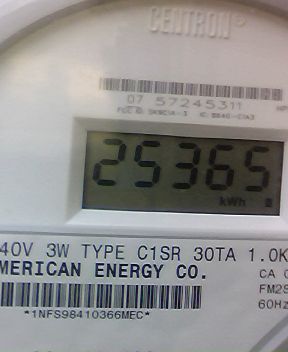 CENTRON®
07 57245311
25365
kWh
40V 3W TYPE C1SR 30TA 1.0K
MERICAN ENERGY CO.
CA
FM2S
60Hz
*1NFS98410366MEC*